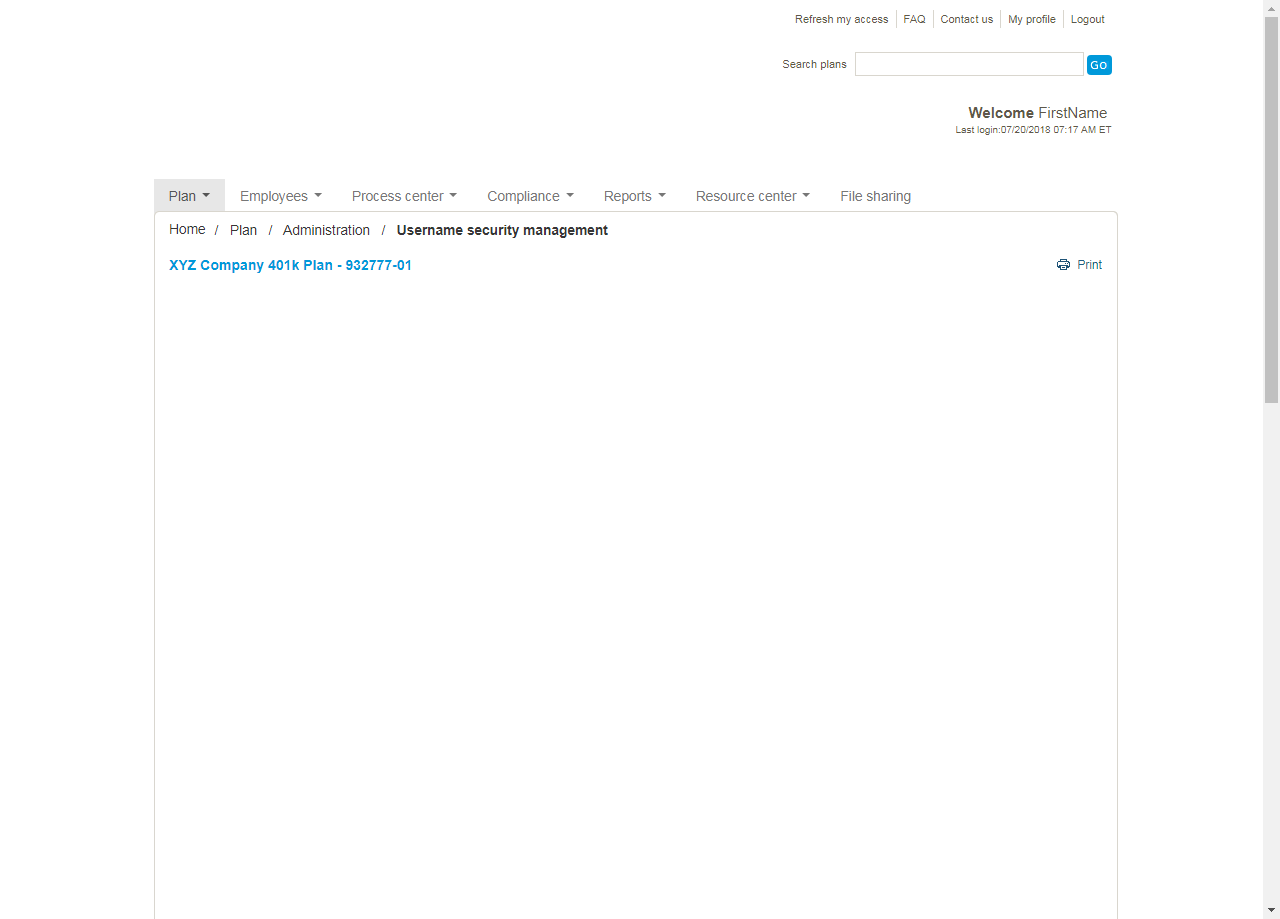 Refresh my access FAQ Contact us My profile Logout
Search plans Go
Welcome FirstName
Last login:07/20/2018 07:17 AM ET
Plan Employees Process center Compliance Reports Resource center File sharing
Home / Plan / Administration / Username security management
XYZ Company 401k Plan - 932777-01 Print